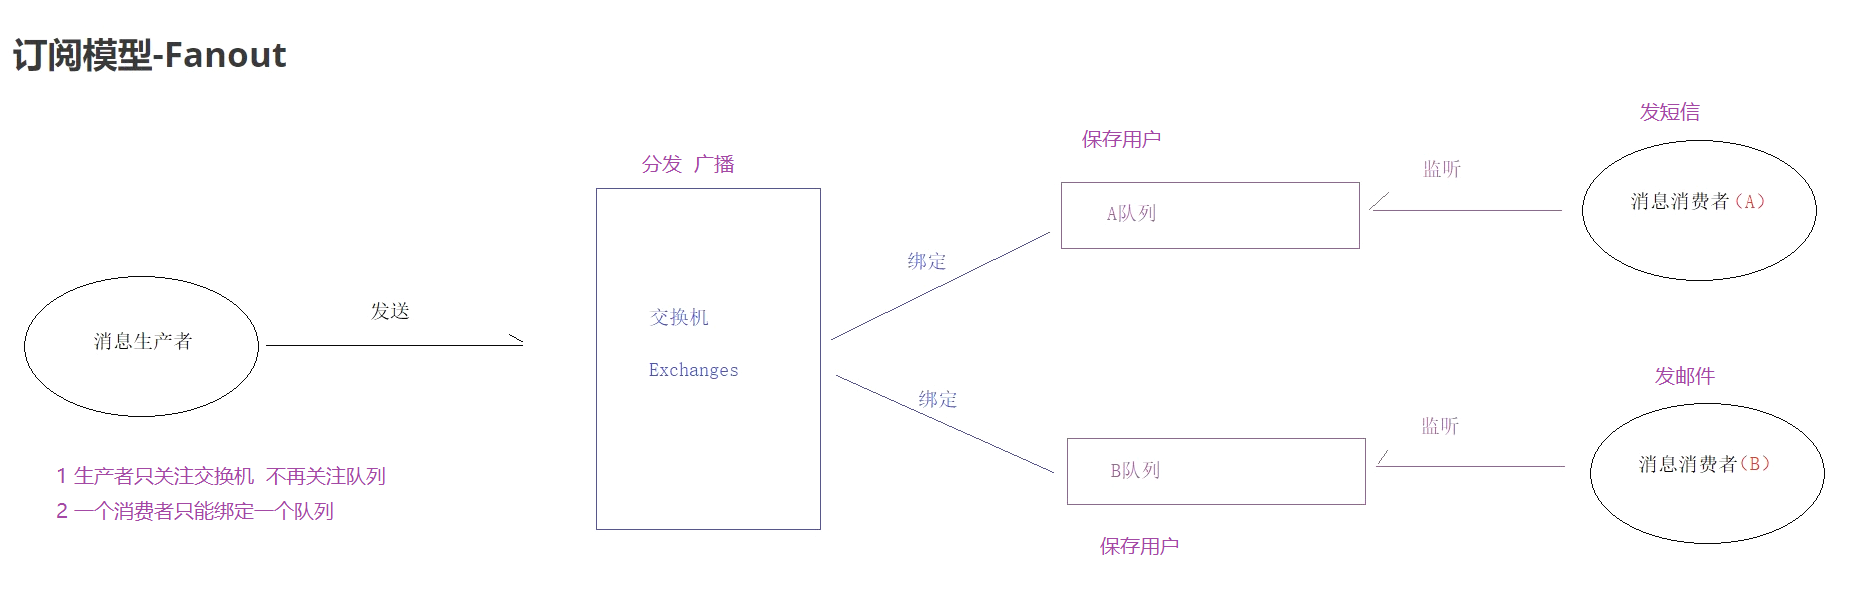 订阅模型-Fanout
发短信
保存用户
分发 广播
监听
消息消费者(A)
A队列
绑定
发送
交换机
消息生产者
Exchanges
发邮件
绑定
监听
消息消费者(B)
B队列
1 生产者只关注交换机 不再关注队列
2 一个消费者只能绑定一个队列
保存用户